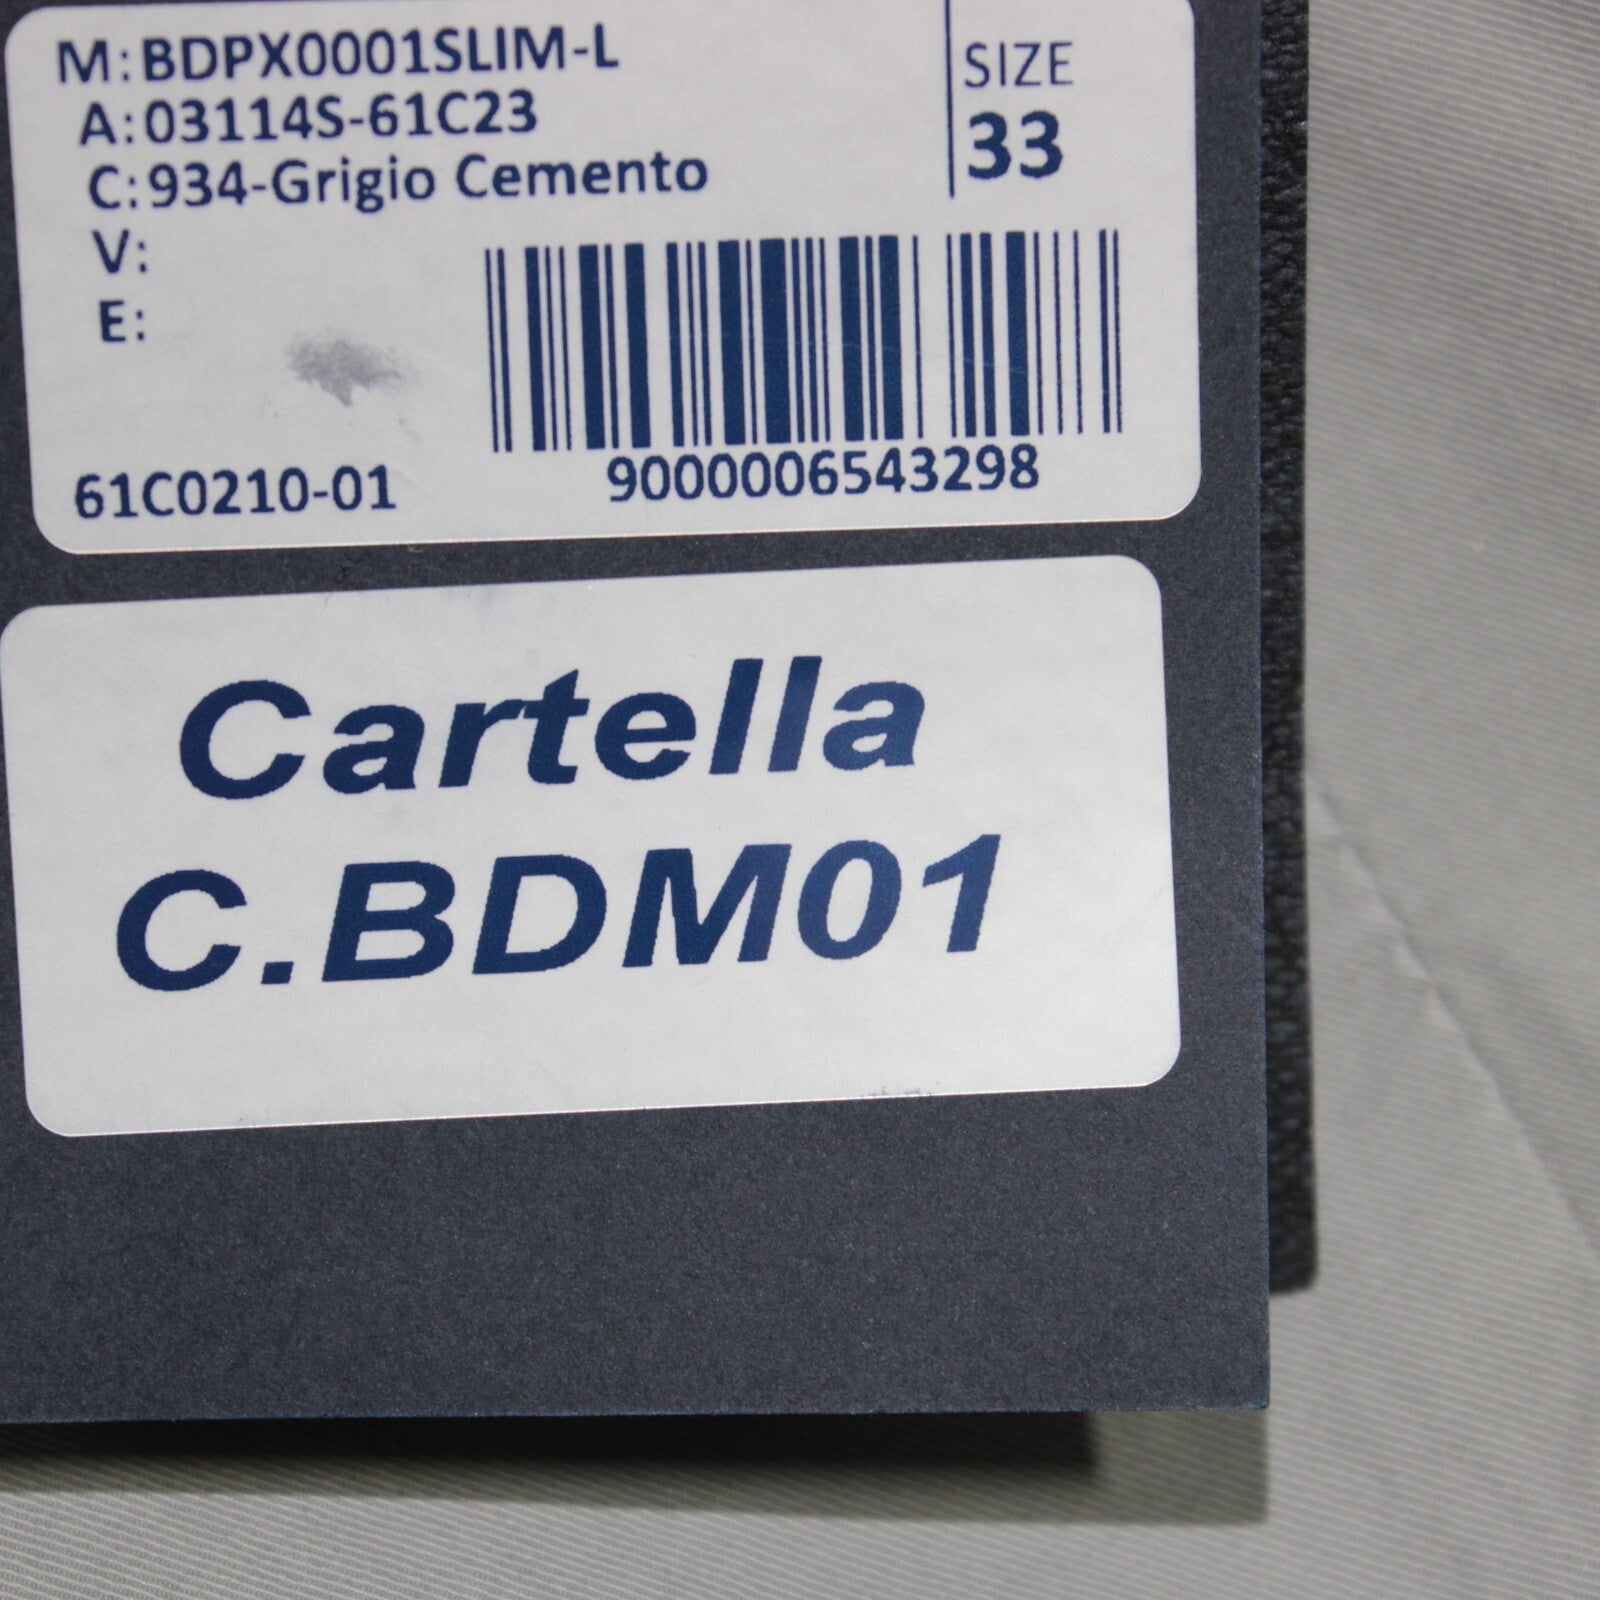 M:BDPX0001SLIM-L
A:03114S-61C23
C:934-Grigio Cemento
V:
E:
SIZE
33
61C0210-01
9000006543298
Cartella
C.BDM01